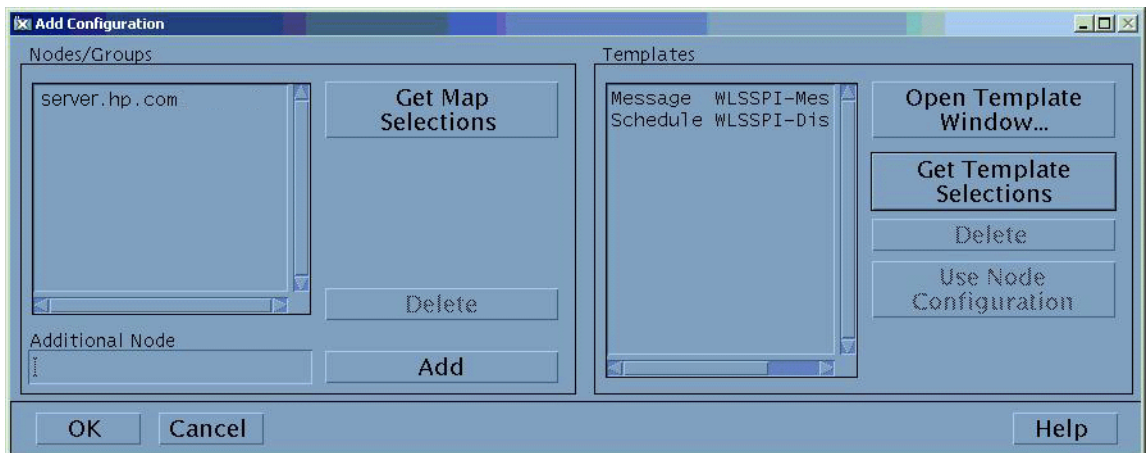 Add Configuration
Nodes/Groups
server.hp.com
Get Map
Selections
Delete
Additional Node
Add
Templates
Message WLSSPI-Mes
Schedule WLSSPI-Dis
Open Template
Window...
Get Template
Selections
Delete
Use Node
Configuration
OK
Cancel
Help